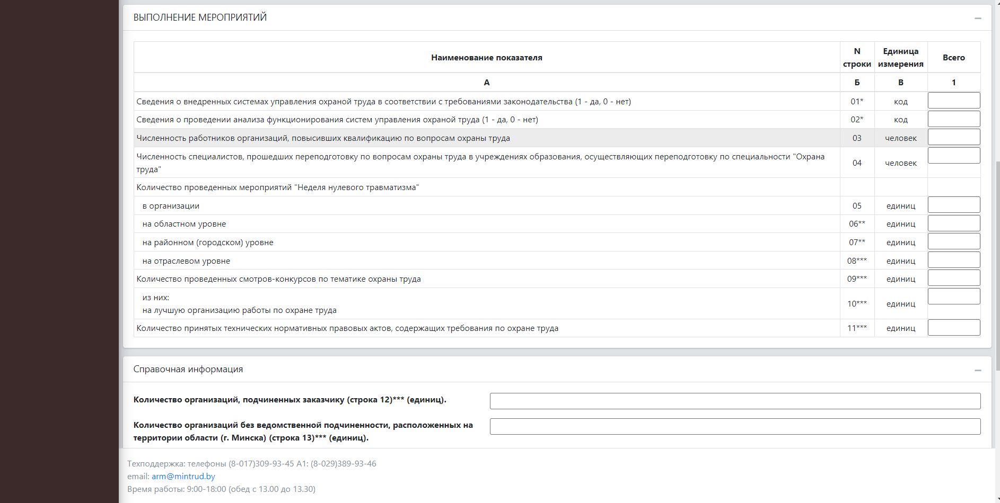 ВЫПОЛНЕНИЕ МЕРОПРИЯТИЙ
Наименование показателя
N
строки
Единица
измерения
Всего
А
Б
В
1
Сведения о внедренных системах управления охраной труда в соответствии с требованиями законодательства (1 - да, 0 - нет)
01*
код
Сведения о проведении анализа функционирования систем управления охраной труда (1 - да, 0 - нет)
02*
код
Численность работников организаций, повысивших квалификацию по вопросам охраны труда
03
человек
Численность специалистов, прошедших переподготовку по вопросам охраны труда в учреждениях образования, осуществляющих переподготовку по специальности "Охрана
труда"
04
человек
Количество проведенных мероприятий "Неделя нулевого травматизма"
в организации
05
единиц
на областном уровне
06**
единиц
на районном (городском) уровне
07**
единиц
на отраслевом уровне
08***
единиц
Количество проведенных смотров-конкурсов по тематике охраны труда
09***
единиц
из них:
на лучшую организацию работы по охране труда
10***
единиц
Количество принятых технических нормативных правовых актов, содержащих требования по охране труда
11***
единиц
Справочная информация
Количество организаций, подчиненных заказчику (строка 12)*** (единиц).
Количество организаций без ведомственной подчиненности, расположенных на
территории области (г. Минска) (строка 13)*** (единиц).
Техподдержка: телефоны (8-017)309-93-45 A1: (8-029)389-93-46
email: arm@mintrud.by
Время работы: 9:00-18:00 (обед с 13.00 до 13.30)